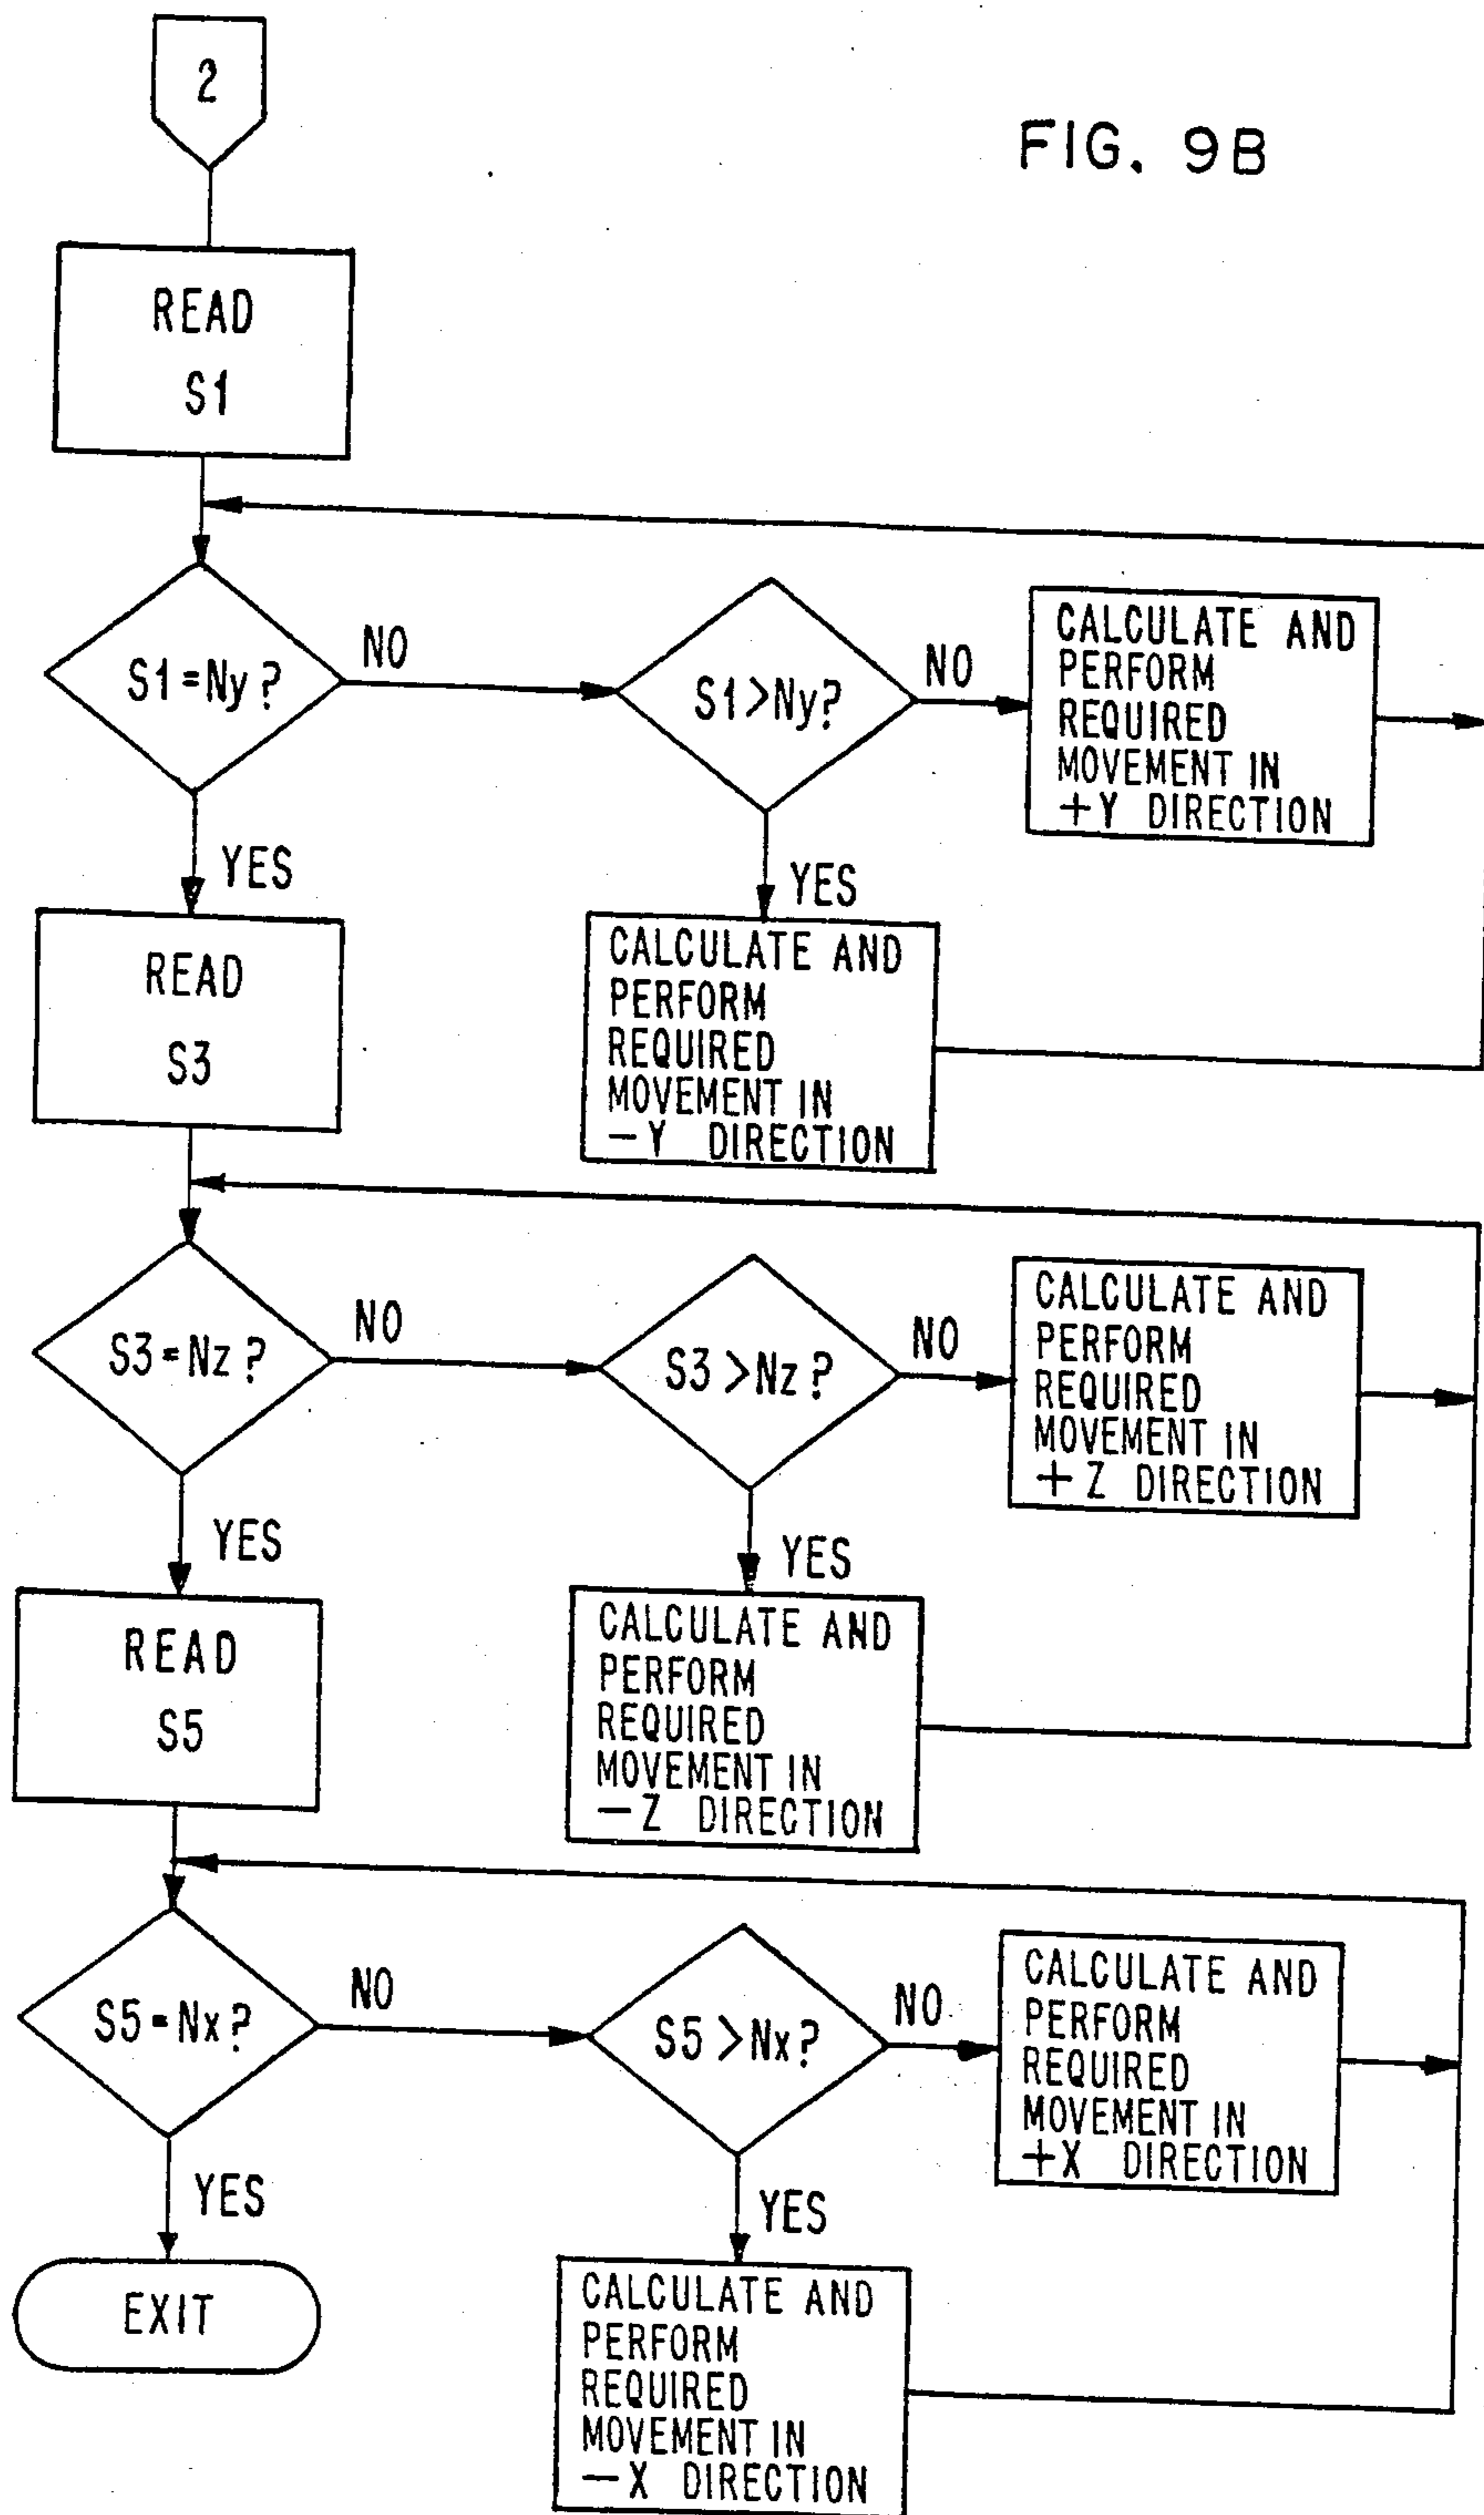 2
FIG. 9B
READ
S1
S1=Ny?
NO
S1>Ny?
NO
CALCULATE AND
PERFORM
REQUIRED
MOVEMENT IN
+Y DIRECTION
YES
YES
READ
S3
CALCULATE AND
PERFORM
REQUIRED
MOVEMENT IN
-Y DIRECTION
S3=Nz?
NO
S3>Nz?
NO
CALCULATE AND
PERFORM
REQUIRED
MOVEMENT IN
+Z DIRECTION
YES
YES
READ
S5
CALCULATE AND
PERFORM
REQUIRED
MOVEMENT IN
-Z DIRECTION
S5=Nx?
NO
S5>Nx?
NO
CALCULATE AND
PERFORM
REQUIRED
MOVEMENT IN
+X DIRECTION
YES
YES
EXIT
CALCULATE AND
PERFORM
REQUIRED
MOVEMENT IN
-X DIRECTION